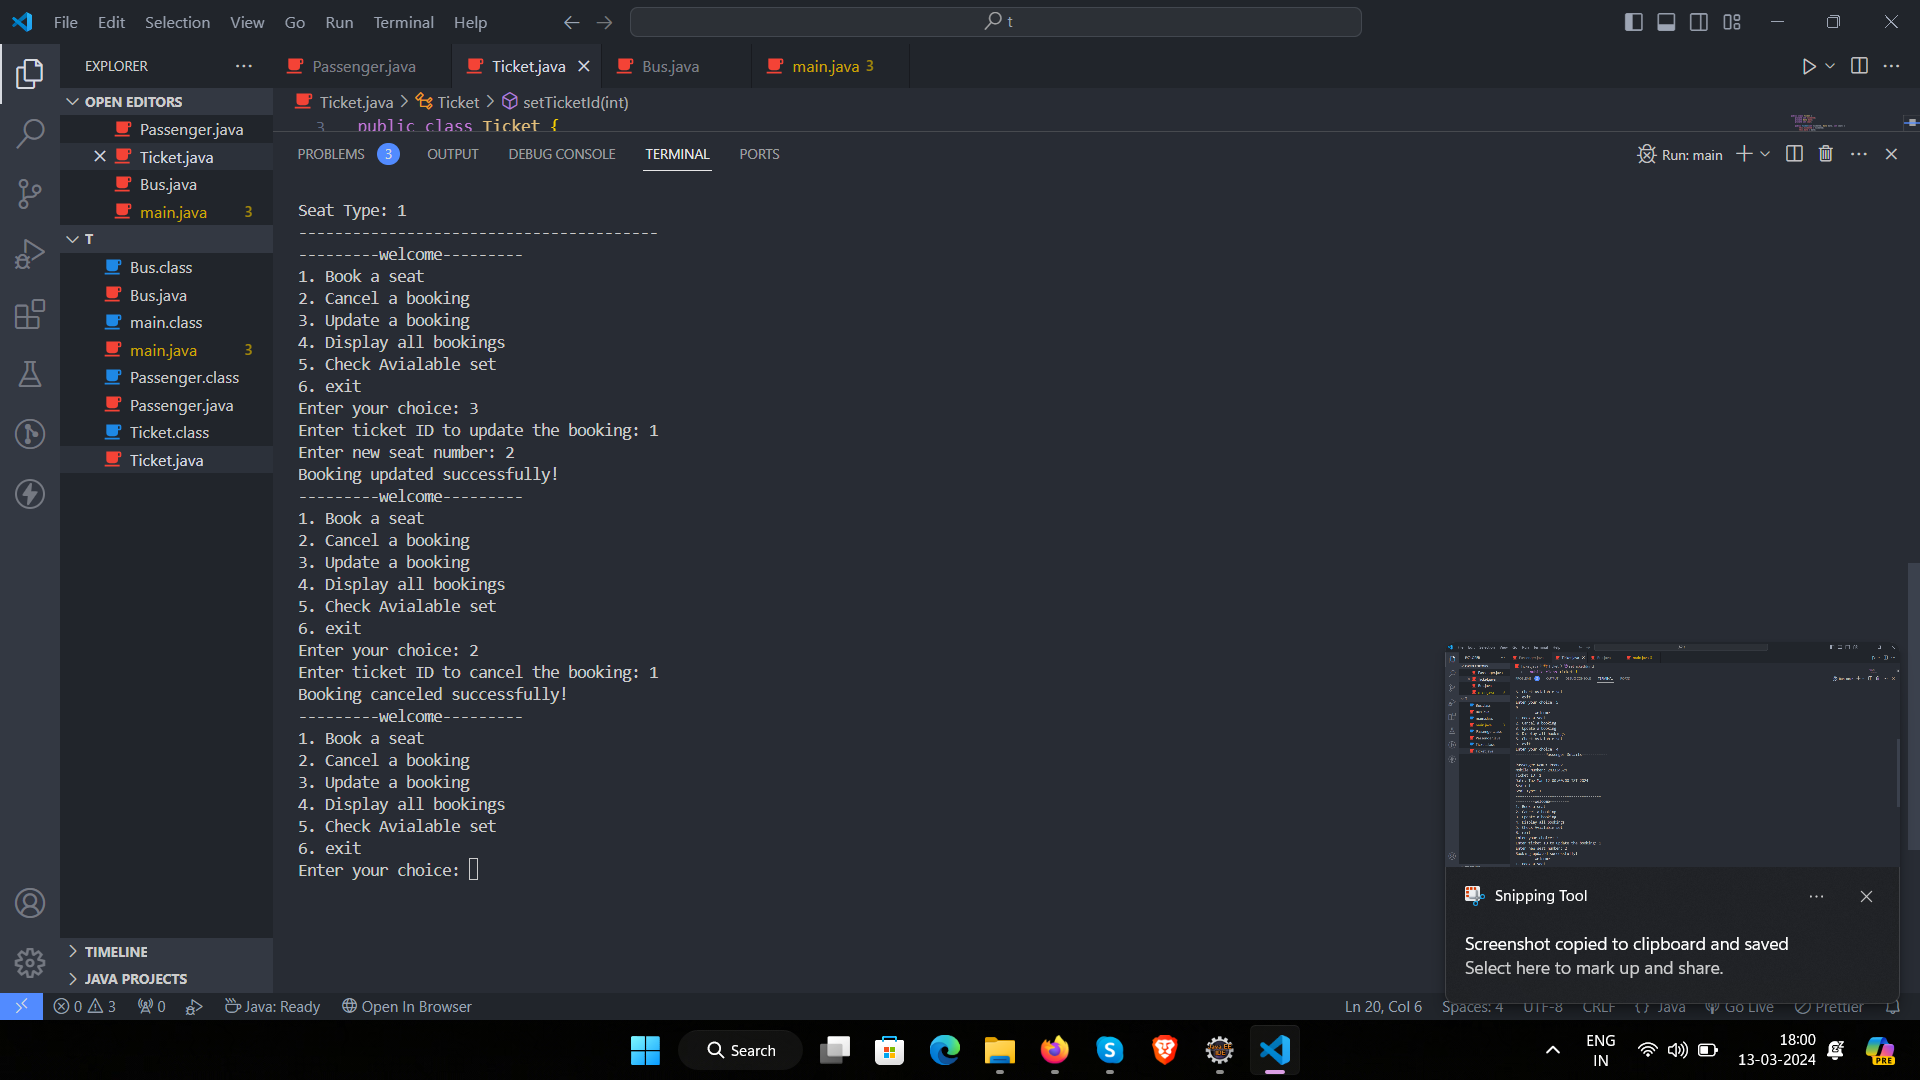 File Edit Selection View Go Run Terminal Help
t
EXPLORER
Passenger.java
Ticket.java
Bus.java
main.java 3
OPEN EDITORS
Passenger.java
Ticket.java
Bus.java
main.java 3
T
Bus.class
Bus.java
main.class
main.java 3
Passenger.class
Passenger.java
Ticket.class
Ticket.java
TIMELINE
JAVA PROJECTS
Ticket.java > Ticket > setTicketId(int)
3 public class Ticket {
PROBLEMS 3 OUTPUT DEBUG CONSOLE TERMINAL PORTS
Run: main
Seat Type: 1
----------------------------------------
---------welcome---------
1. Book a seat
2. Cancel a booking
3. Update a booking
4. Display all bookings
5. Check Avialable set
6. exit
Enter your choice: 3
Enter ticket ID to update the booking: 1
Enter new seat number: 2
Booking updated successfully!
---------welcome---------
1. Book a seat
2. Cancel a booking
3. Update a booking
4. Display all bookings
5. Check Avialable set
6. exit
Enter your choice: 2
Enter ticket ID to cancel the booking: 1
Booking canceled successfully!
---------welcome---------
1. Book a seat
2. Cancel a booking
3. Update a booking
4. Display all bookings
5. Check Avialable set
6. exit
Enter your choice:
Snipping Tool
Screenshot copied to clipboard and saved
Select here to mark up and share.
0 3 0 Java: Ready Open In Browser
Ln 20, Col 6 Spaces: 4 UTF-8 CRLF {} Java Go Live Prettier
Search
ENG
IN
18:00
13-03-2024
PRE